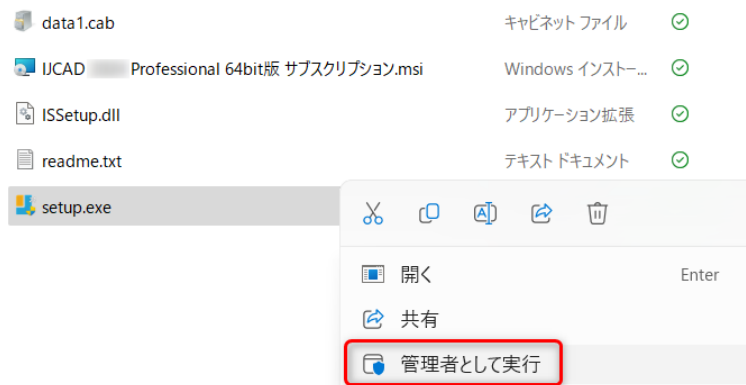 data1.cab キャビネット ファイル
IJCAD Professional 64bit版 サブスクリプション.msi Windows インストー...
ISSetup.dll アプリケーション拡張
readme.txt テキスト ドキュメント
setup.exe
開く Enter
共有
管理者として実行